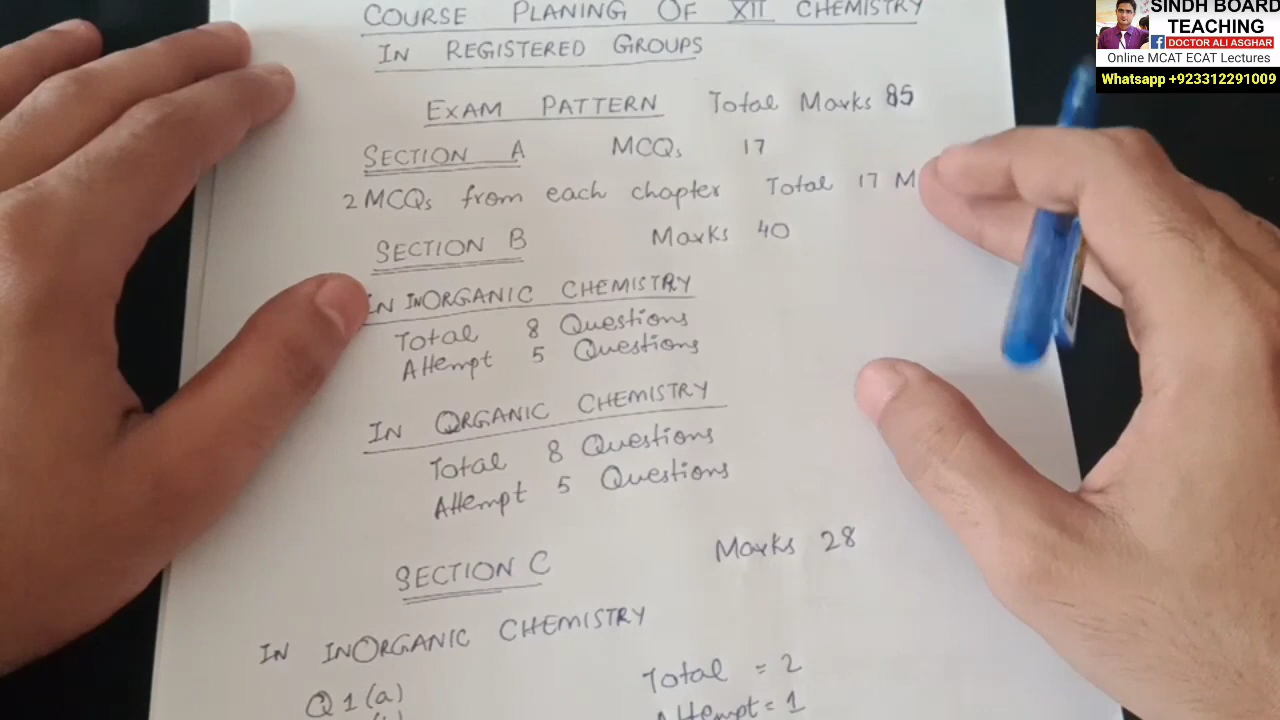 COURSE PLANING OF XII CHEMISTRY
IN REGISTERED GROUPS
EXAM PATTERN Total Marks 85
SECTION A MCQs 17
2 MCQs from each chapter Total 17 M
SECTION B Marks 40
IN INORGANIC CHEMISTRY
Total 8 Questions
Attempt 5 Questions
IN ORGANIC CHEMISTRY
Total 8 Questions
Attempt 5 Questions
SECTION C Marks 28
IN INORGANIC CHEMISTRY
Q1(a) Total = 2
Attempt = 1
SINDH BOARD
TEACHING
DOCTOR ALI ASGHAR
Online MCAT ECAT Lectures
Whatsapp +923312291009